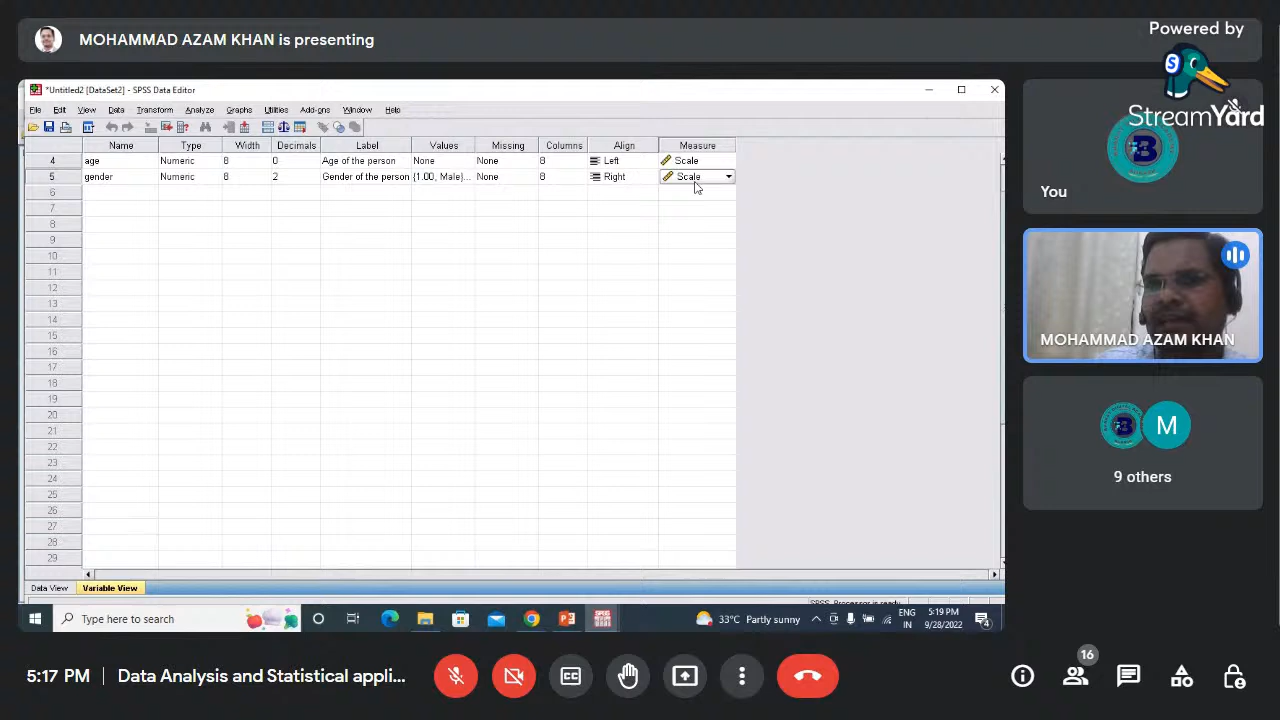 MOHAMMAD AZAM KHAN is presenting
Powered by
StreamYard
*Untitled2 [DataSet2] - SPSS Data Editor
File Edit View Data Transform Analyze Graphs Utilities Add-ons Window Help
Name Type Width Decimals Label Values Missing Columns Align Measure
4 age Numeric 8 0 Age of the person None None 8 Left Scale
5 gender Numeric 8 2 Gender of the person {1.00, Male}... None 8 Right Scale
6
7
8
9
10
11
12
13
14
15
16
17
18
19
20
21
22
23
24
25
26
27
28
29
Data View Variable View
SPSS Processor is ready
Type here to search
33°C Partly sunny
ENG
IN
5:19 PM
9/28/2022
4
You
MOHAMMAD AZAM KHAN
M
9 others
5:17 PM Data Analysis and Statistical appli...
16